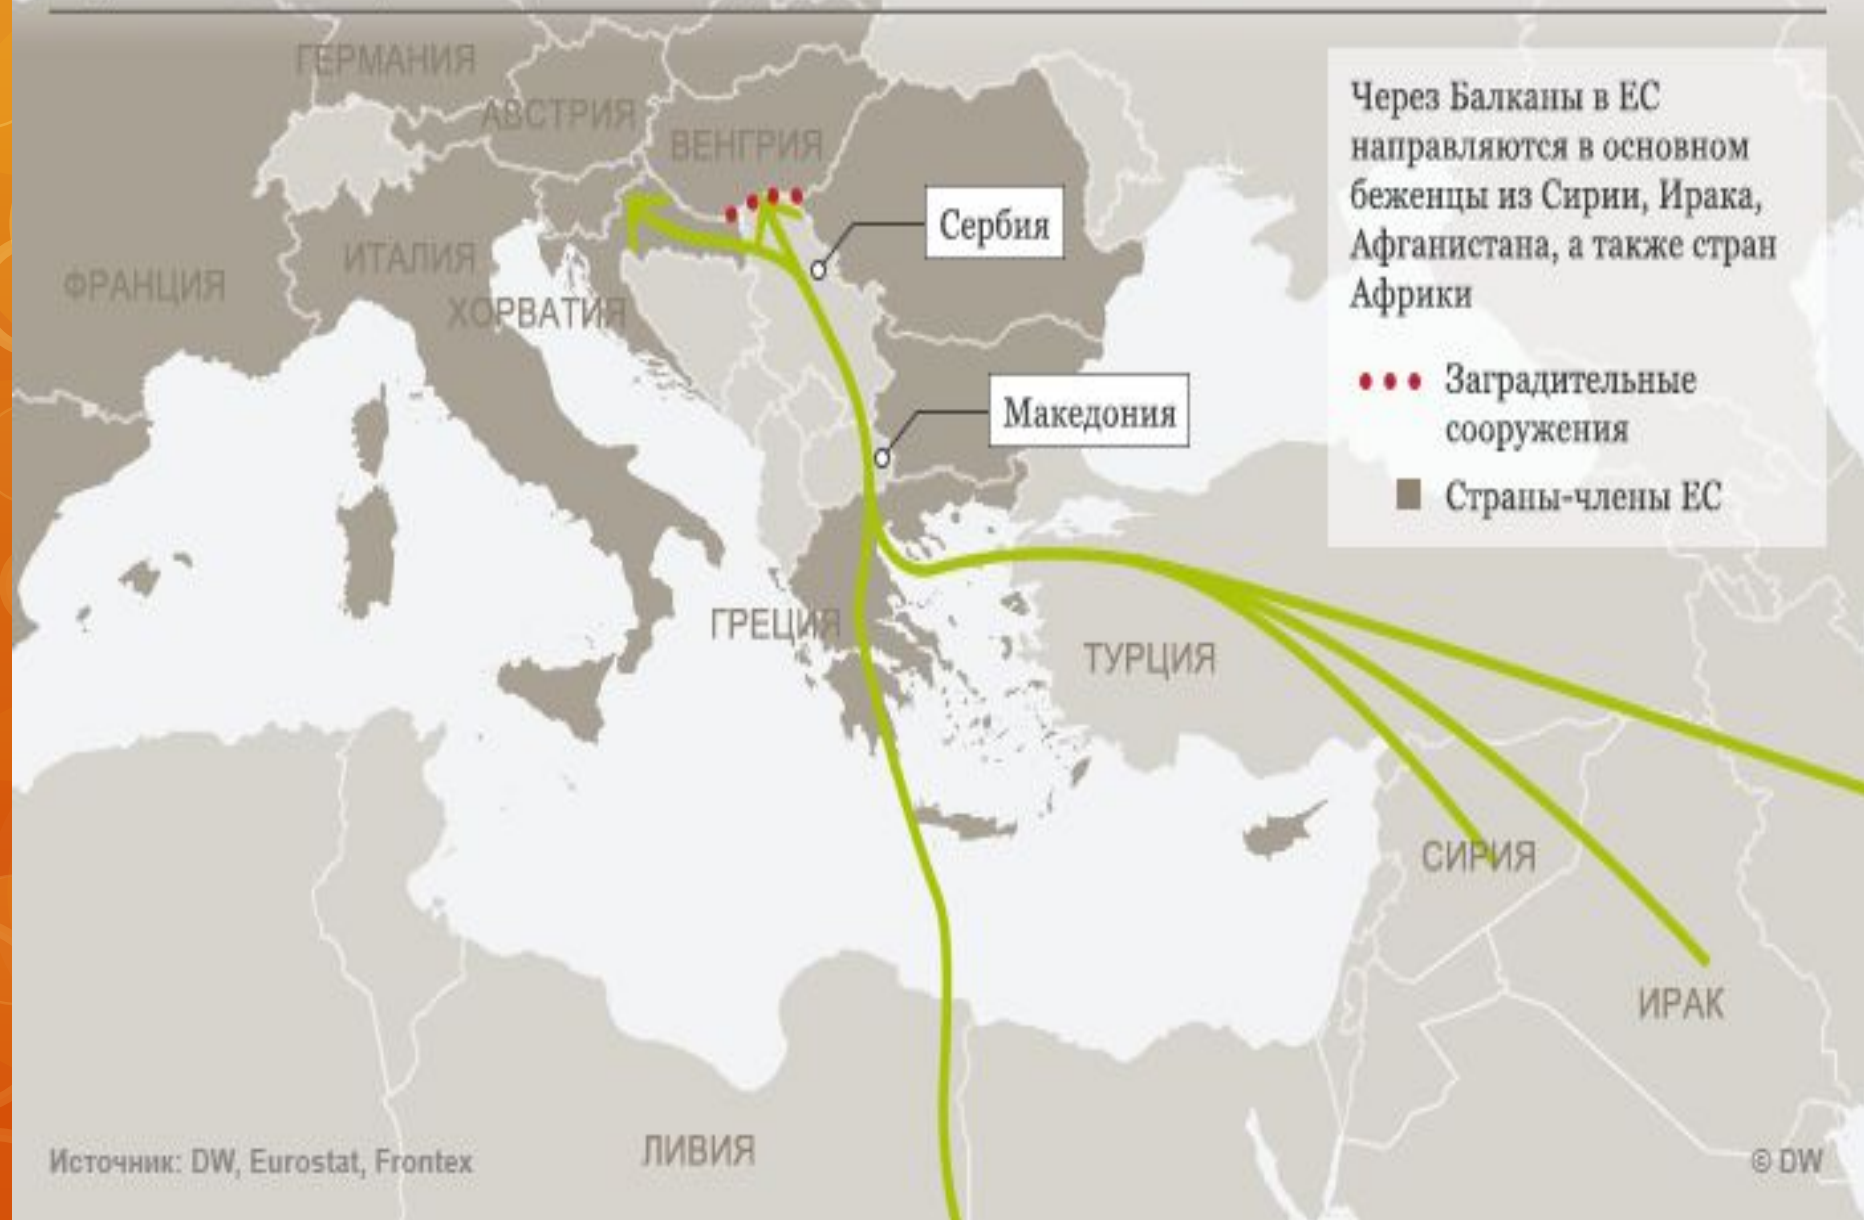 ГЕРМАНИЯ
АВСТРИЯ
ВЕНГРИЯ
Через Балканы в ЕС
направляются в основном
беженцы из Сирии, Ирака,
Афганистана, а также стран
Африки
Сербия
ИТАЛИЯ
ФРАНЦИЯ
ХОРВАТИЯ
Заградительные
сооружения
Македония
Страны-члены ЕС
ГРЕЦИЯ
ТУРЦИЯ
СИРИЯ
ИРАК
ЛИВИЯ
Источник: DW, Eurostat, Frontex
© DW